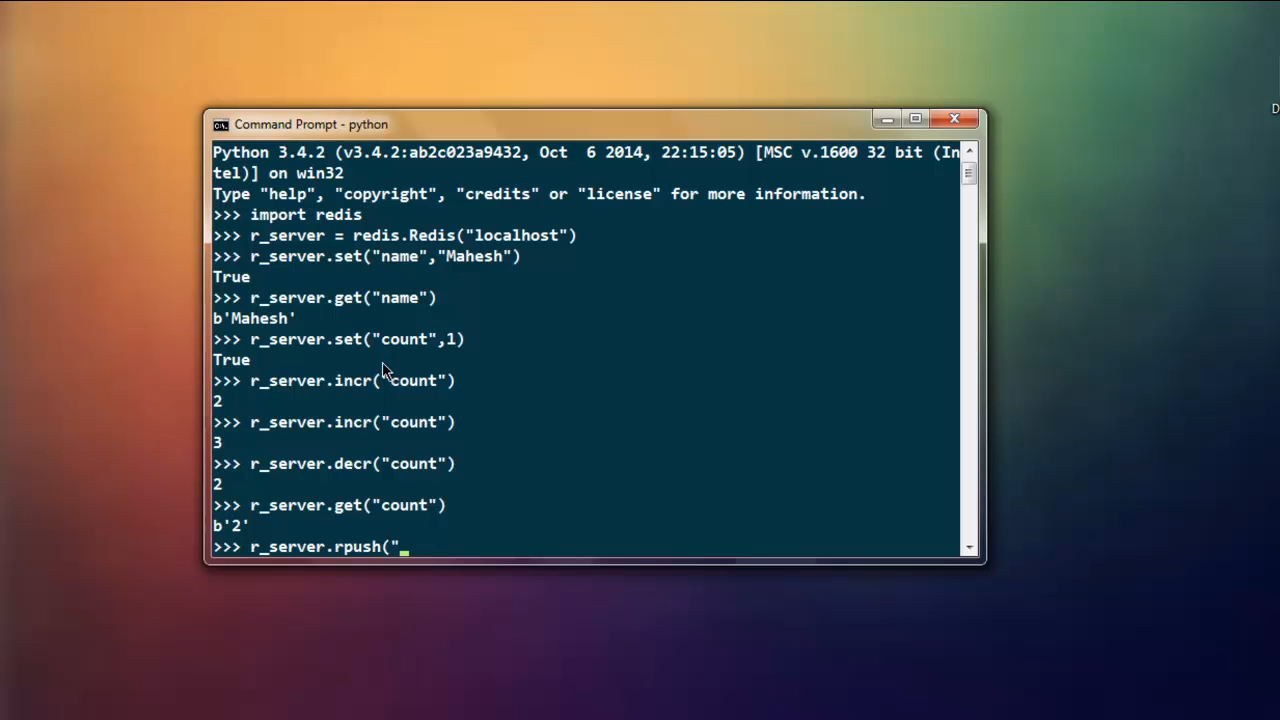 Command Prompt - python
Python 3.4.2 (v3.4.2:ab2c023a9432, Oct  6 2014, 22:15:05) [MSC v.1600 32 bit (In
tel)] on win32
Type "help", "copyright", "credits" or "license" for more information.
>>> import redis
>>> r_server = redis.Redis("localhost")
>>> r_server.set("name","Mahesh")
True
>>> r_server.get("name")
b'Mahesh'
>>> r_server.set("count",1)
True
>>> r_server.incr("count")
2
>>> r_server.incr("count")
3
>>> r_server.decr("count")
2
>>> r_server.get("count")
b'2'
>>> r_server.rpush("